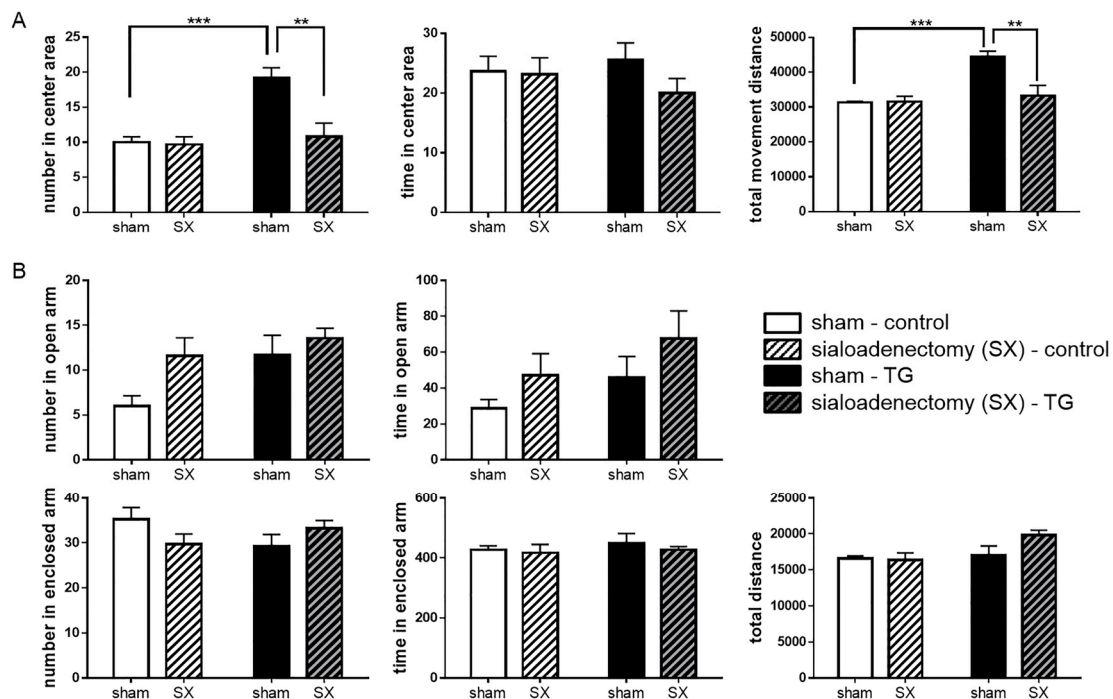 A
*** **
number in center area
25
20
15
10
5
0
sham SX sham SX
time in center area
30
20
10
0
sham SX sham SX
*** **
total movement distance
50000
40000
30000
20000
10000
0
sham SX sham SX
B
number in open arm
20
15
10
5
0
sham SX sham SX
time in open arm
100
80
60
40
20
0
sham SX sham SX
sham - control
sialoadenectomy (SX) - control
sham - TG
sialoadenectomy (SX) - TG
number in enclosed arm
40
30
20
10
0
sham SX sham SX
time in enclosed arm
600
400
200
0
sham SX sham SX
total distance
25000
20000
15000
10000
5000
0
sham SX sham SX